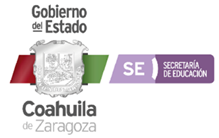 Gobierno
del Estado
SE
SECRETARÍA
DE EDUCACIÓN
Coahuila
de Zaragoza